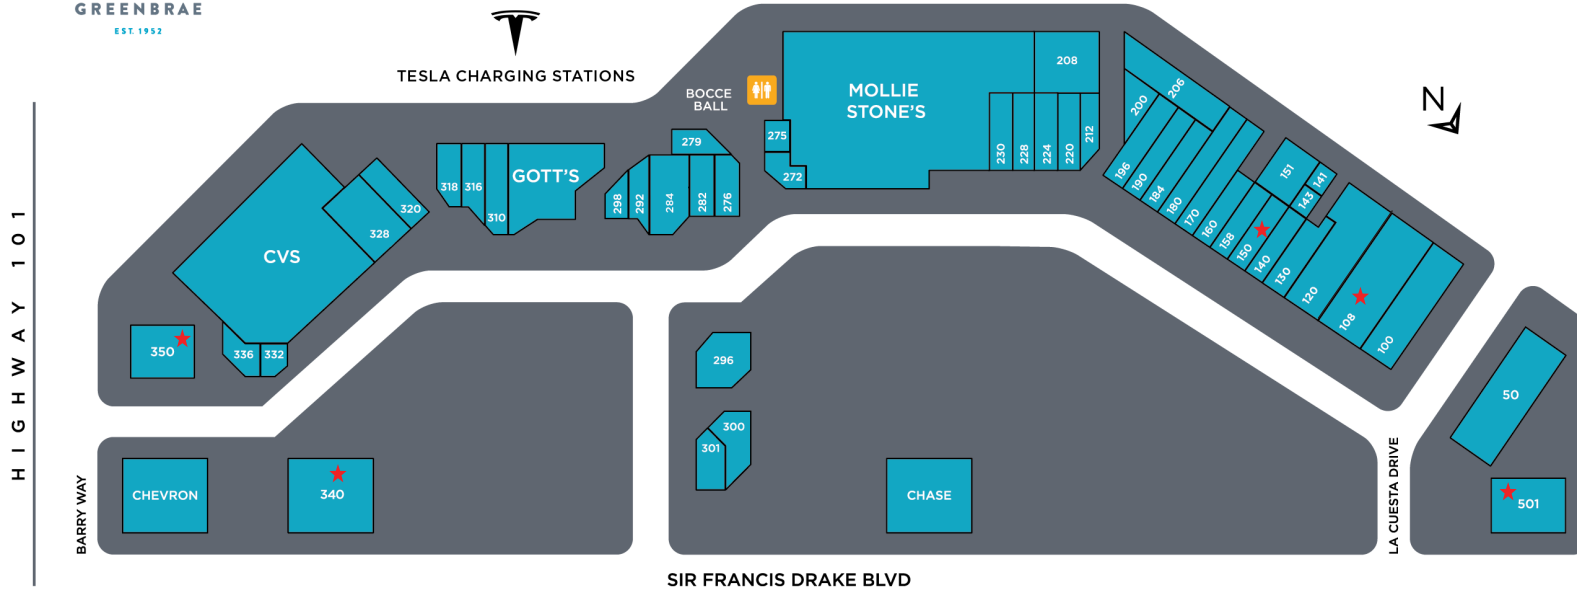 GREENBRAE
EST. 1952
TESLA CHARGING STATIONS
BOCCE
BALL
MOLLIE
STONE'S
208
206
200
N
279
275
272
230
228
224
220
212
196
190
184
180
170
160
158
150
140
130
120
108
100
151
141
143
318
316
310
GOTT'S
298
292
284
282
276
320
328
CVS
350
336
332
HIGHWAY 101
296
300
301
50
501
CHEVRON
340
CHASE
BARRY WAY
LA CUESTA DRIVE
SIR FRANCIS DRAKE BLVD